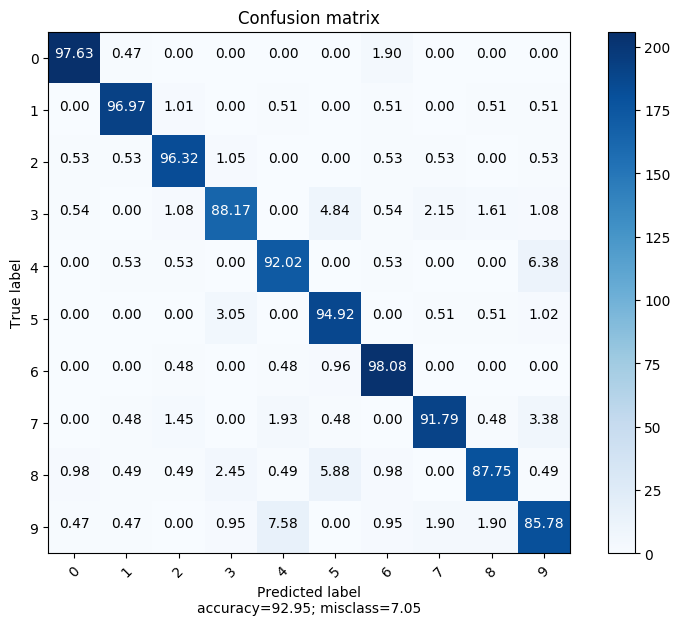 Confusion matrix
0 97.63 0.47 0.00 0.00 0.00 0.00 1.90 0.00 0.00 0.00
1 0.00 96.97 1.01 0.00 0.51 0.00 0.51 0.00 0.51 0.51
2 0.53 0.53 96.32 1.05 0.00 0.00 0.53 0.53 0.00 0.53
3 0.54 0.00 1.08 88.17 0.00 4.84 0.54 2.15 1.61 1.08
4 0.00 0.53 0.53 0.00 92.02 0.00 0.53 0.00 0.00 6.38
5 0.00 0.00 0.00 3.05 0.00 94.92 0.00 0.51 0.51 1.02
6 0.00 0.00 0.48 0.00 0.48 0.96 98.08 0.00 0.00 0.00
7 0.00 0.48 1.45 0.00 1.93 0.48 0.00 91.79 0.48 3.38
8 0.98 0.49 0.49 2.45 0.49 5.88 0.98 0.00 87.75 0.49
9 0.47 0.47 0.00 0.95 7.58 0.00 0.95 1.90 1.90 85.78
0 1 2 3 4 5 6 7 8 9
True label
Predicted label
accuracy=92.95; misclass=7.05
200
175
150
125
100
75
50
25
0